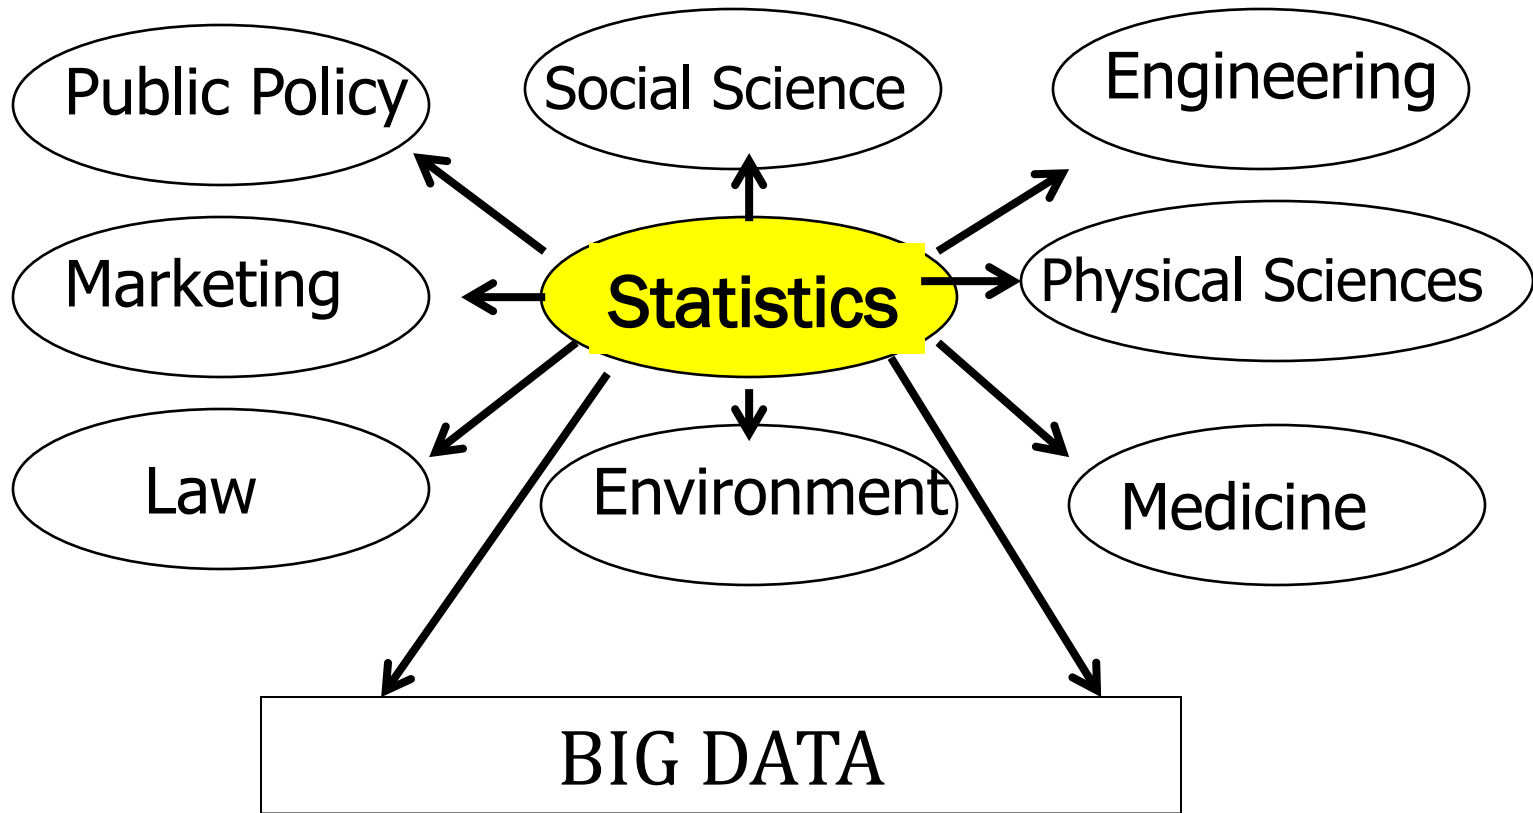 Public Policy
Social Science
Engineering
Marketing
Statistics
Physical Sciences
Law
Environment
Medicine
BIG DATA